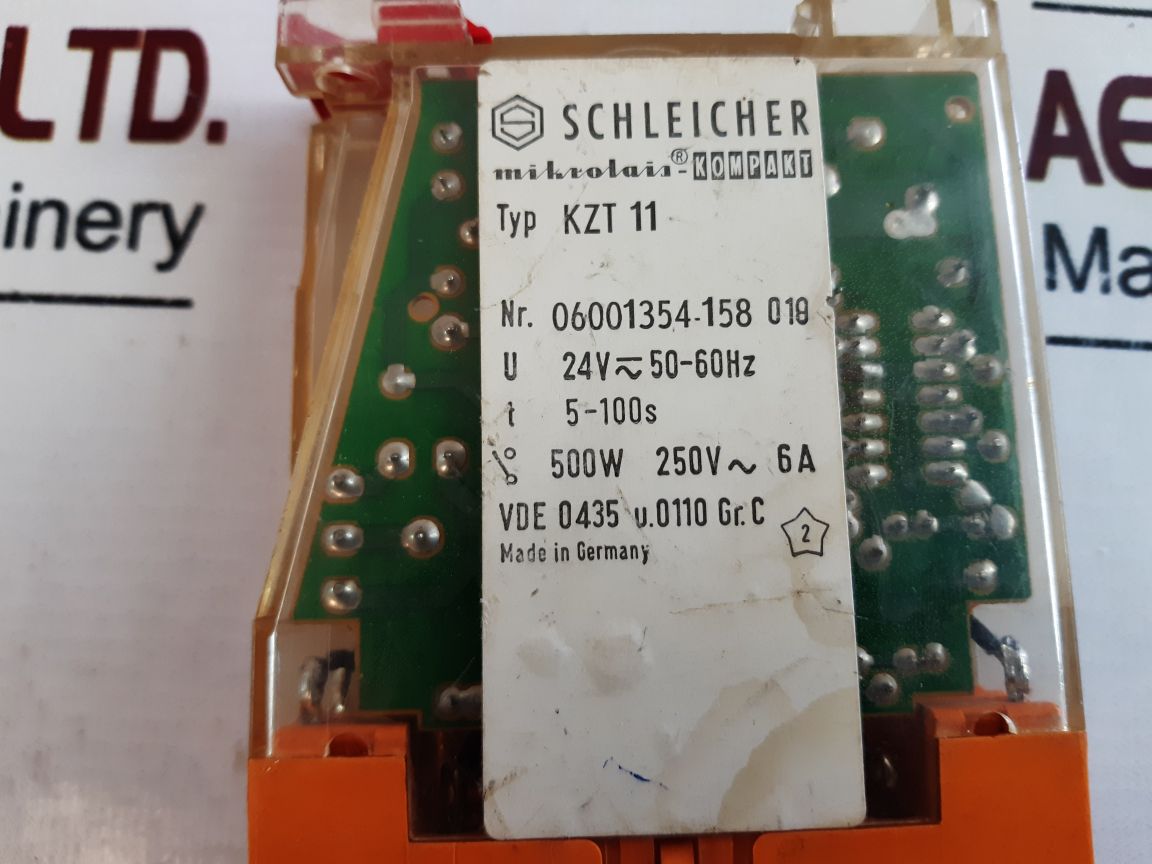 LTD.
inery
AE
Ma
S SCHLEICHER
mikrolais®-KOMPAKT
Typ KZT 11
Nr. 06001354-158 019
U 24V ⎓~ 50-60Hz
t 5-100s
500W 250V~ 6A
VDE 0435 u.0110 Gr.C
2
Made in Germany